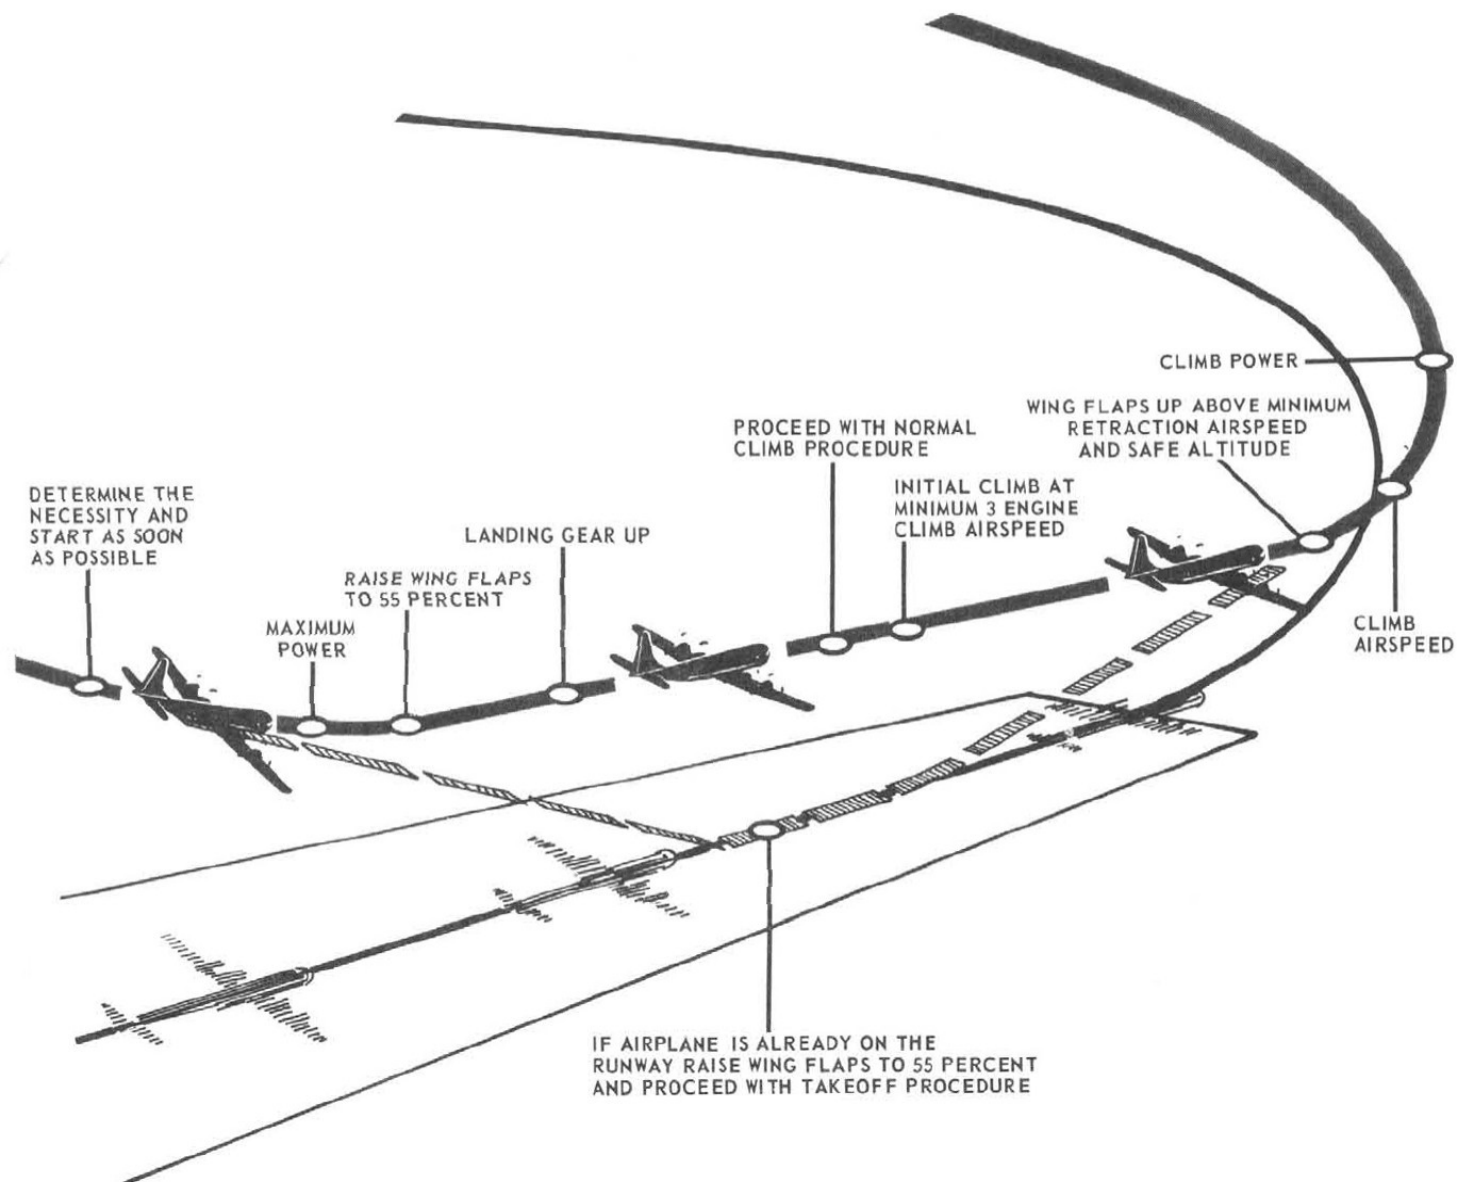 DETERMINE THE
NECESSITY AND
START AS SOON
AS POSSIBLE
MAXIMUM
POWER
RAISE WING FLAPS
TO 55 PERCENT
LANDING GEAR UP
PROCEED WITH NORMAL
CLIMB PROCEDURE
INITIAL CLIMB AT
MINIMUM 3 ENGINE
CLIMB AIRSPEED
WING FLAPS UP ABOVE MINIMUM
RETRACTION AIRSPEED
AND SAFE ALTITUDE
CLIMB POWER
CLIMB
AIRSPEED
IF AIRPLANE IS ALREADY ON THE
RUNWAY RAISE WING FLAPS TO 55 PERCENT
AND PROCEED WITH TAKEOFF PROCEDURE